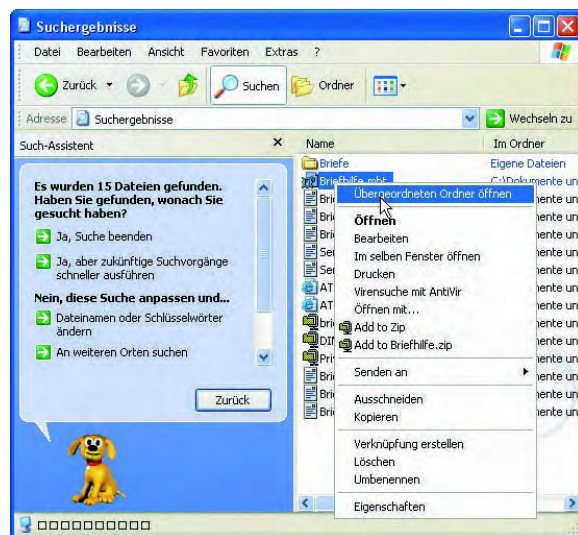 Suchergebnisse
Datei Bearbeiten Ansicht Favoriten Extras ?
Zurück Suchen Ordner
Adresse Suchergebnisse Wechseln zu
Such-Assistent Name Im Ordner
Es wurden 15 Dateien gefunden.
Haben Sie gefunden, wonach Sie
gesucht haben?
Ja, Suche beenden
Ja, aber zukünftige Suchvorgänge
schneller ausführen
Nein, diese Suche anpassen und...
Dateinamen oder Schlüsselwörter
ändern
An weiteren Orten suchen
Zurück
Briefe Eigene Dateien
Briefhilfe.mht C:\Dokumente un
Übergeordneten Ordner öffnen
Öffnen
Bearbeiten
Im selben Fenster öffnen
Drucken
Virensuche mit AntiVir
Öffnen mit...
Add to Zip
Add to Briefhilfe.zip
Senden an
Ausschneiden
Kopieren
Verknüpfung erstellen
Löschen
Umbenennen
Eigenschaften